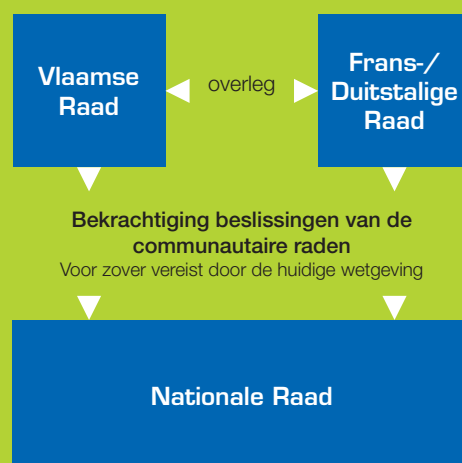 Vlaamse
Raad
overleg
Frans-/
Duitstalige
Raad
Bekrachtiging beslissingen van de
communautaire raden
Voor zover vereist door de huidige wetgeving
Nationale Raad